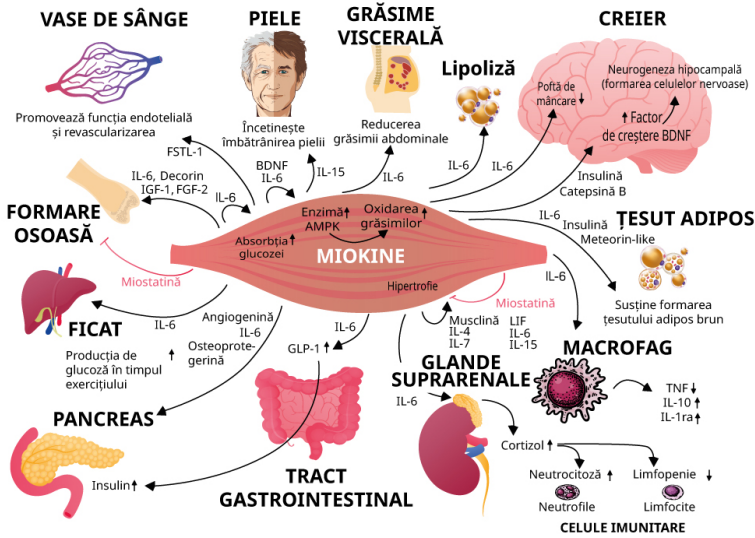 VASE DE SÂNGE
Promovează funcția endotelială
și revascularizarea
PIELE
Încetinește
îmbătrânirea pielii
GRĂSIME
VISCERALĂ
Reducerea
grăsimii abdominale
Lipoliză
CREIER
Poftă de
mâncare ↓
Neurogeneza hipocampală
(formarea celulelor nervoase)
↑ Factor
de creștere BDNF
FSTL-1
IL-6, Decorin
IGF-1, FGF-2
IL-6
BDNF
IL-6
IL-15
IL-6
IL-6
IL-6
Insulină
Catepsină B
FORMARE
OSOASĂ
Miostatină
Absorbția ↑
glucozei
Enzimă ↑
AMPK
Oxidarea ↑
grăsimilor
MIOKINE
Hipertrofie
IL-6
Insulină
Meteorin-like
ȚESUT ADIPOS
Susține formarea
țesutului adipos brun
FICAT
IL-6
Producția de ↑
glucoză în timpul
exercițiului
Angiogenină
IL-6
Osteoprote-
gerină
IL-6
GLP-1 ↑
Miostatină
Musclină
IL-4
IL-7
LIF
IL-6
IL-15
IL-6
MACROFAG
TNF ↓
IL-10 ↑
IL-1ra ↑
PANCREAS
Insulin ↑
TRACT
GASTROINTESTINAL
GLANDE
SUPRARENALE
IL-6
Cortizol ↑
Neutrocitoză ↑
Neutrofile
Limfopenie ↓
Limfocite
CELULE IMUNITARE